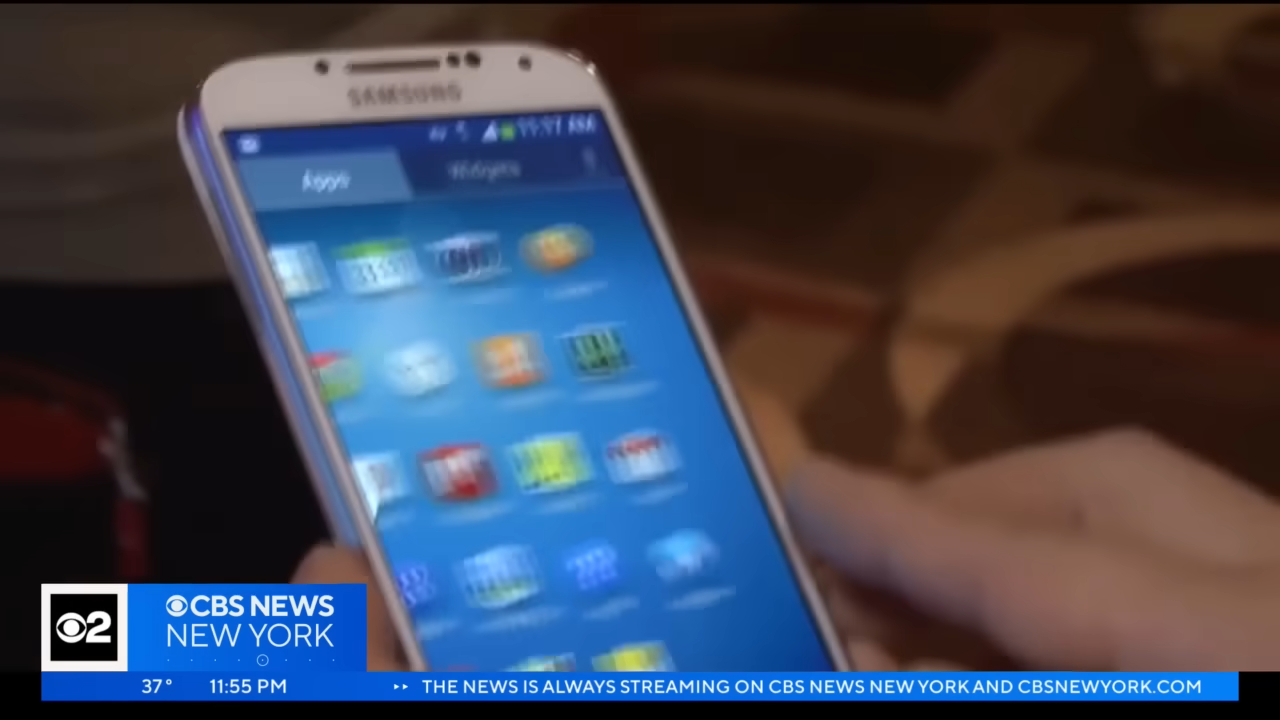 SAMSUNG
Apps Widgets
2
CBS NEWS
NEW YORK
37° 11:55 PM THE NEWS IS ALWAYS STREAMING ON CBS NEWS NEW YORK AND CBSNEWYORK.COM